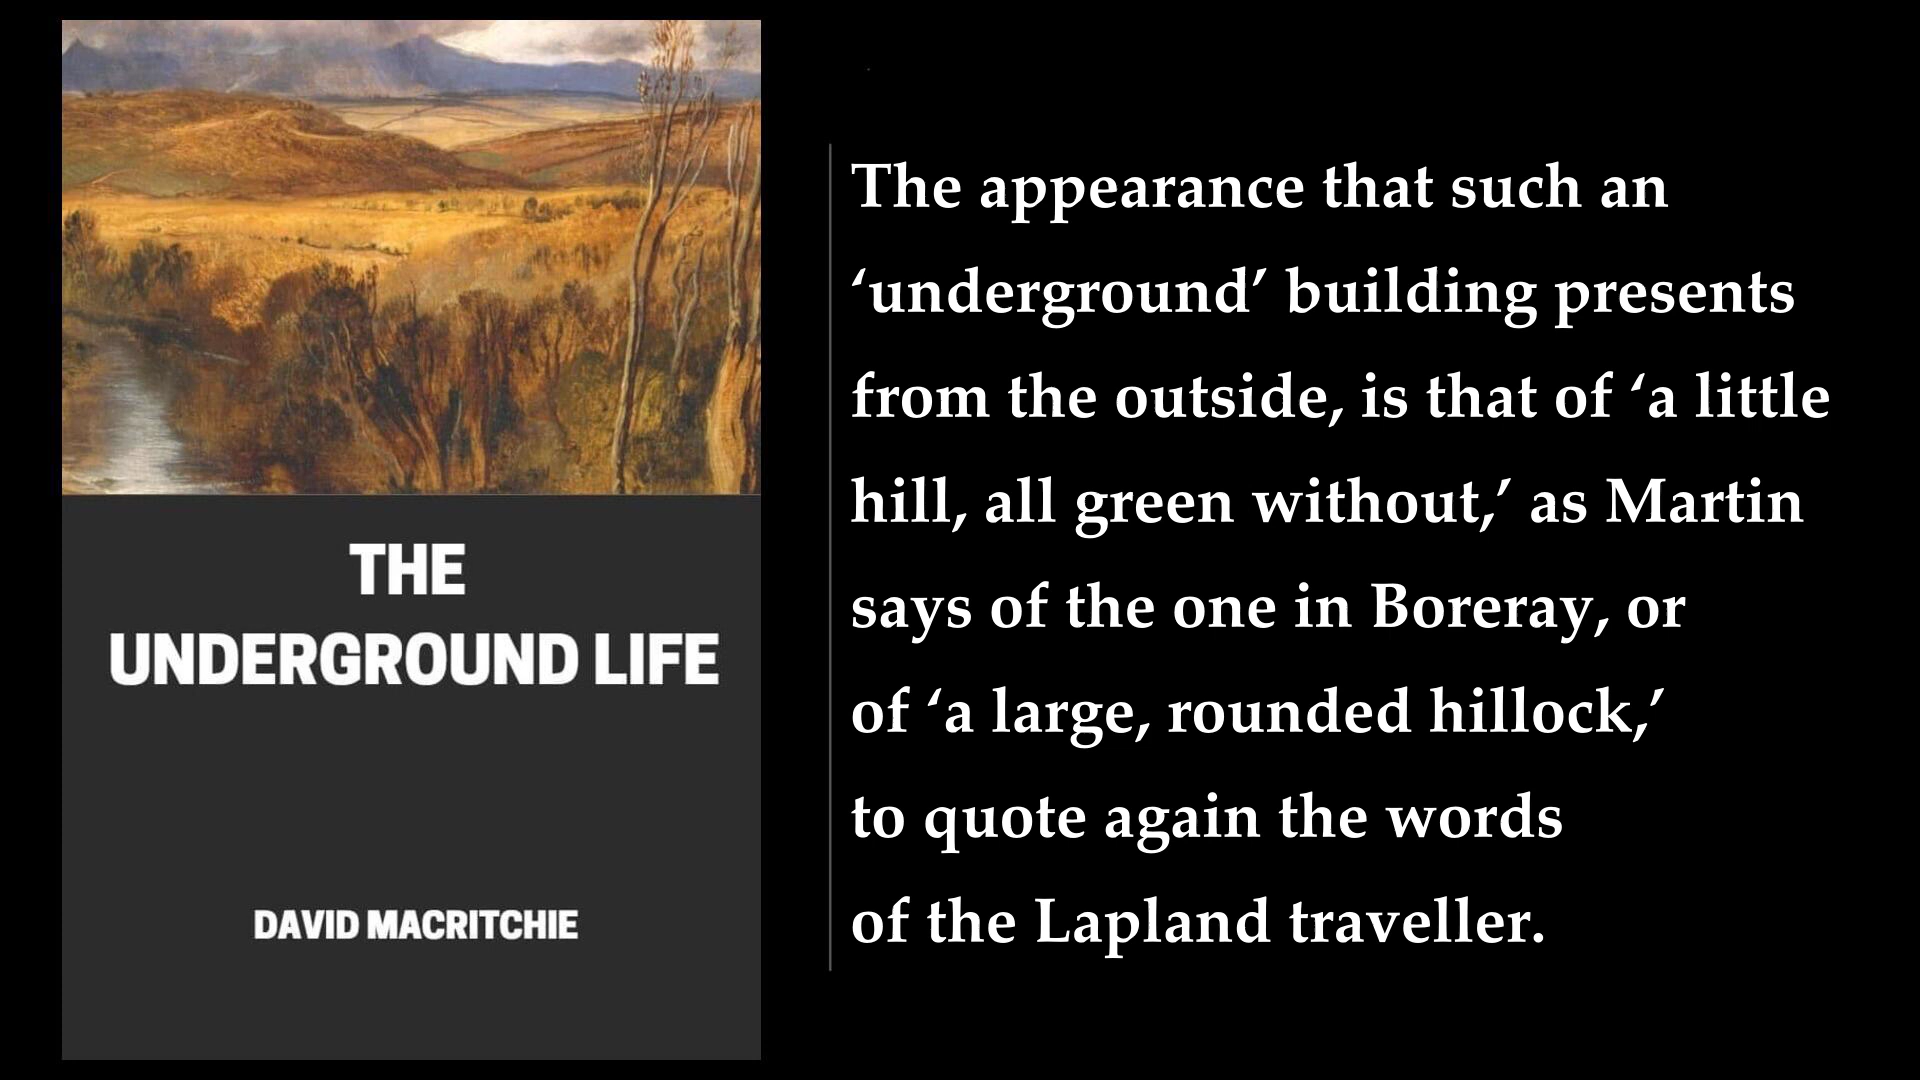 THE
UNDERGROUND LIFE
DAVID MACRITCHIE
The appearance that such an
‘underground’ building presents
from the outside, is that of ‘a little
hill, all green without,’ as Martin
says of the one in Boreray, or
of ‘a large, rounded hillock,’
to quote again the words
of the Lapland traveller.